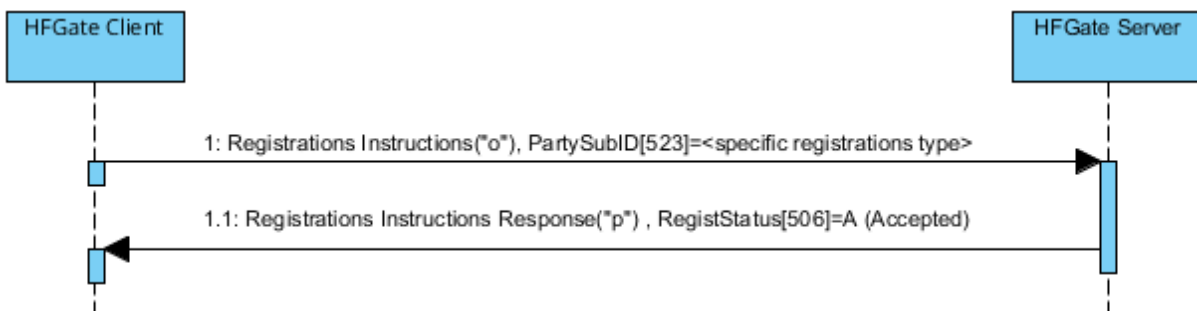 HFGate Client
HFGate Server
1: Registrations Instructions("o"), PartySubID[523]=<specific registrations type>
1.1: Registrations Instructions Response("p") , RegistStatus[506]=A (Accepted)